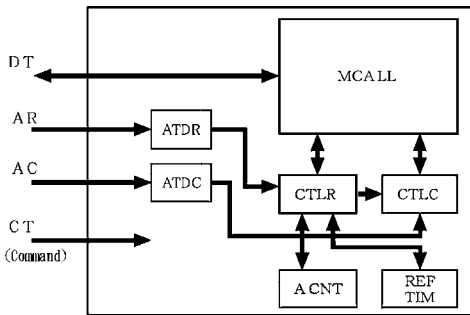 DT
MCALL
AR
ATDR
AC
ATDC
CTLR
CTLC
CT
(Command)
ACNT
REF
TIM